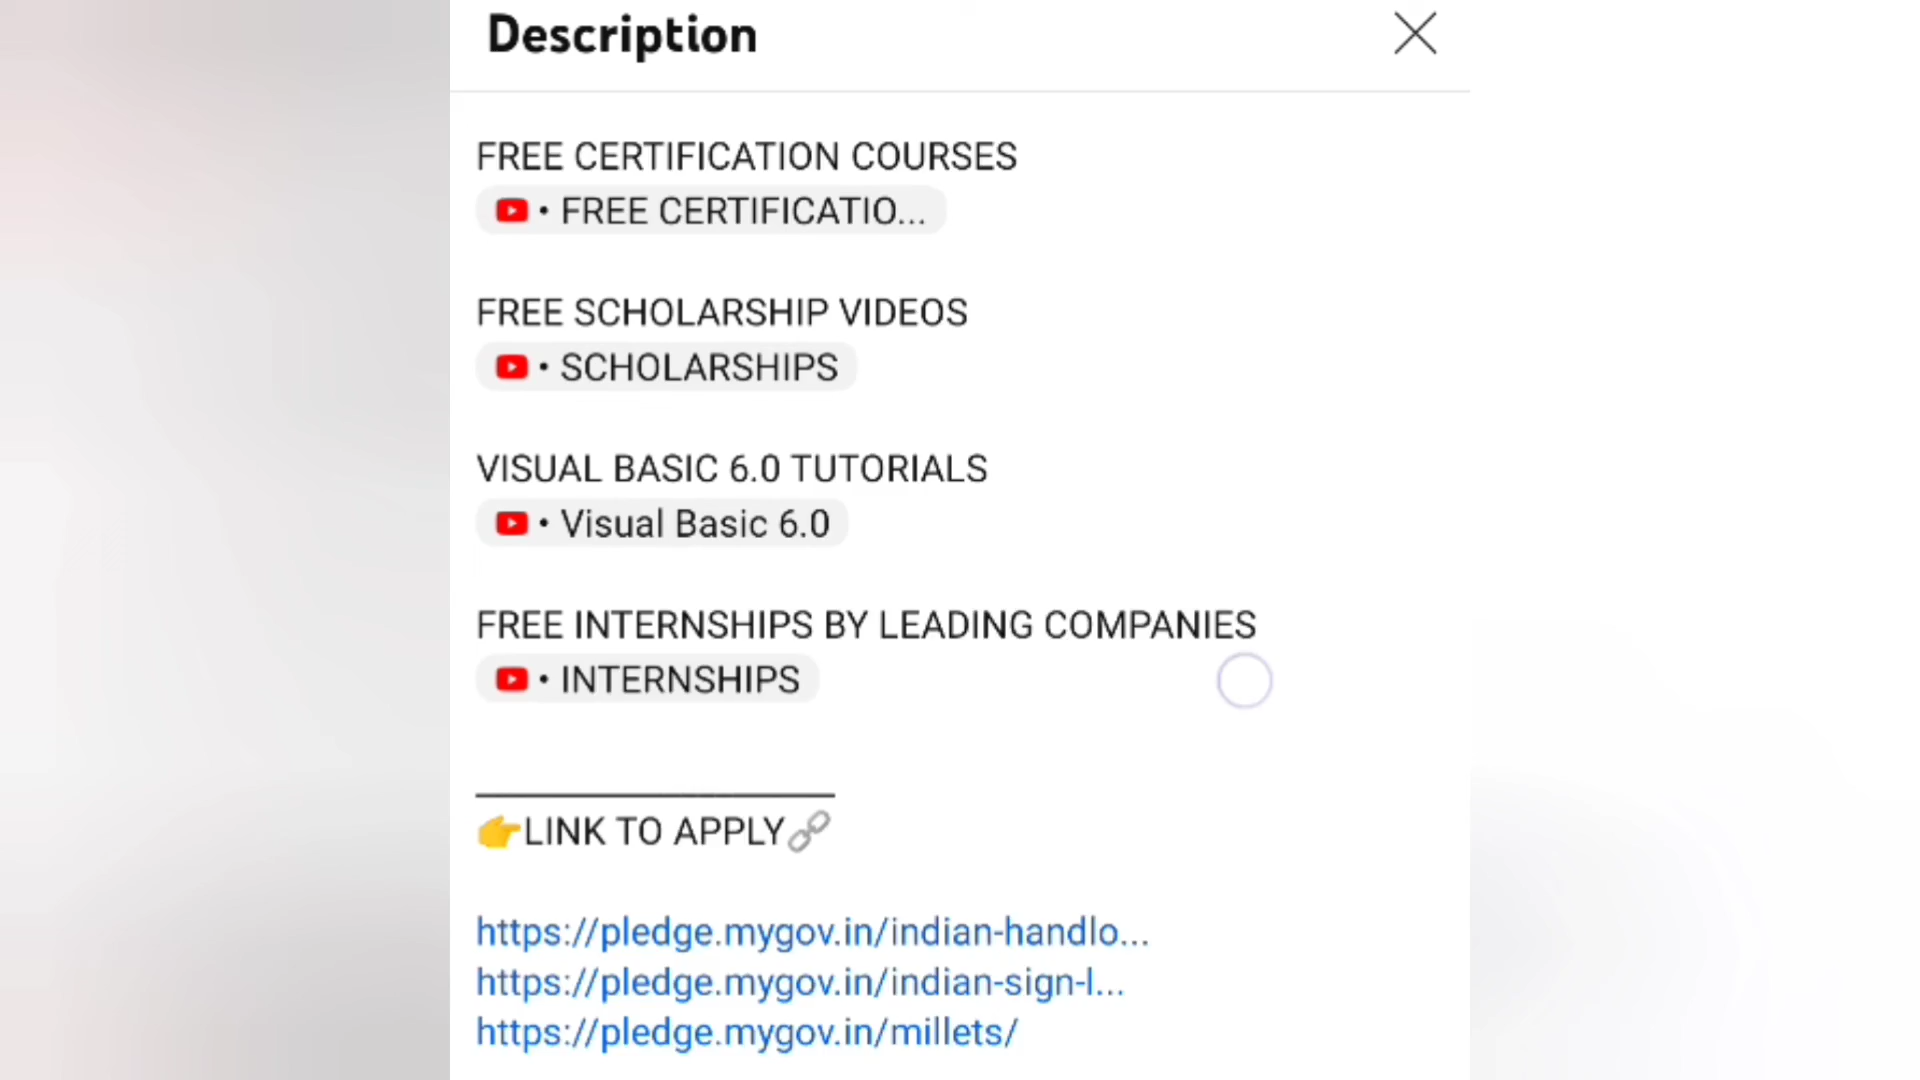 Description
FREE CERTIFICATION COURSES
• FREE CERTIFICATIO...
FREE SCHOLARSHIP VIDEOS
• SCHOLARSHIPS
VISUAL BASIC 6.0 TUTORIALS
• Visual Basic 6.0
FREE INTERNSHIPS BY LEADING COMPANIES
• INTERNSHIPS
👉LINK TO APPLY🔗
https://pledge.mygov.in/indian-handlo...
https://pledge.mygov.in/indian-sign-l...
https://pledge.mygov.in/millets/